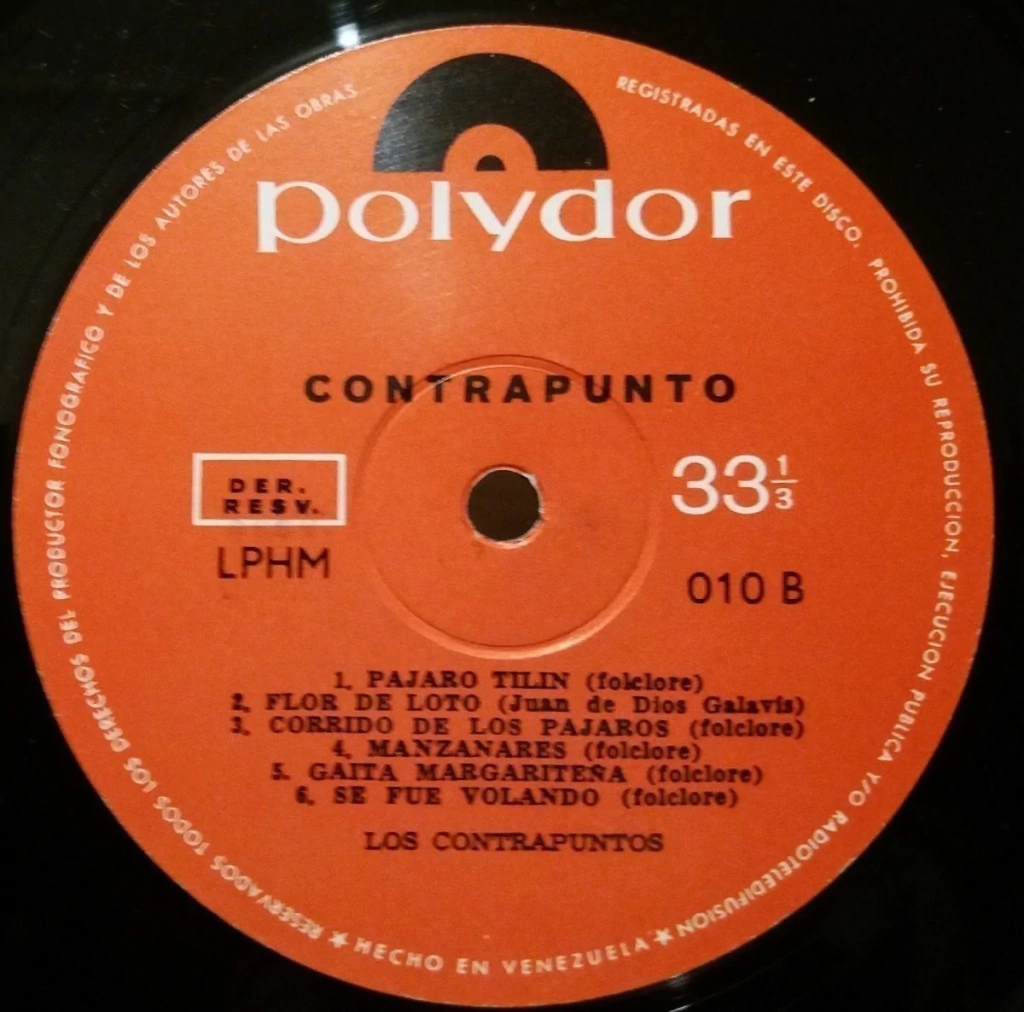 RESERVADOS TODOS LOS DERECHOS DEL PRODUCTOR FONOGRAFICO Y DE LOS AUTORES DE LAS OBRAS REGISTRADAS EN ESTE DISCO. PROHIBIDA SU REPRODUCCION, EJECUCION PUBLICA Y/O RADIOTELEDIFUSION
polydor
CONTRAPUNTO
DER.
RESV.
33 1/3
LPHM
010 B
1. PAJARO TILIN (folclore)
2. FLOR DE LOTO (Juan de Dios Galavís)
3. CORRIDO DE LOS PAJAROS (folclore)
4. MANZANARES (folclore)
5. GAITA MARGARITEÑA (folclore)
6. SE FUE VOLANDO (folclore)
LOS CONTRAPUNTOS
★ HECHO EN VENEZUELA ★